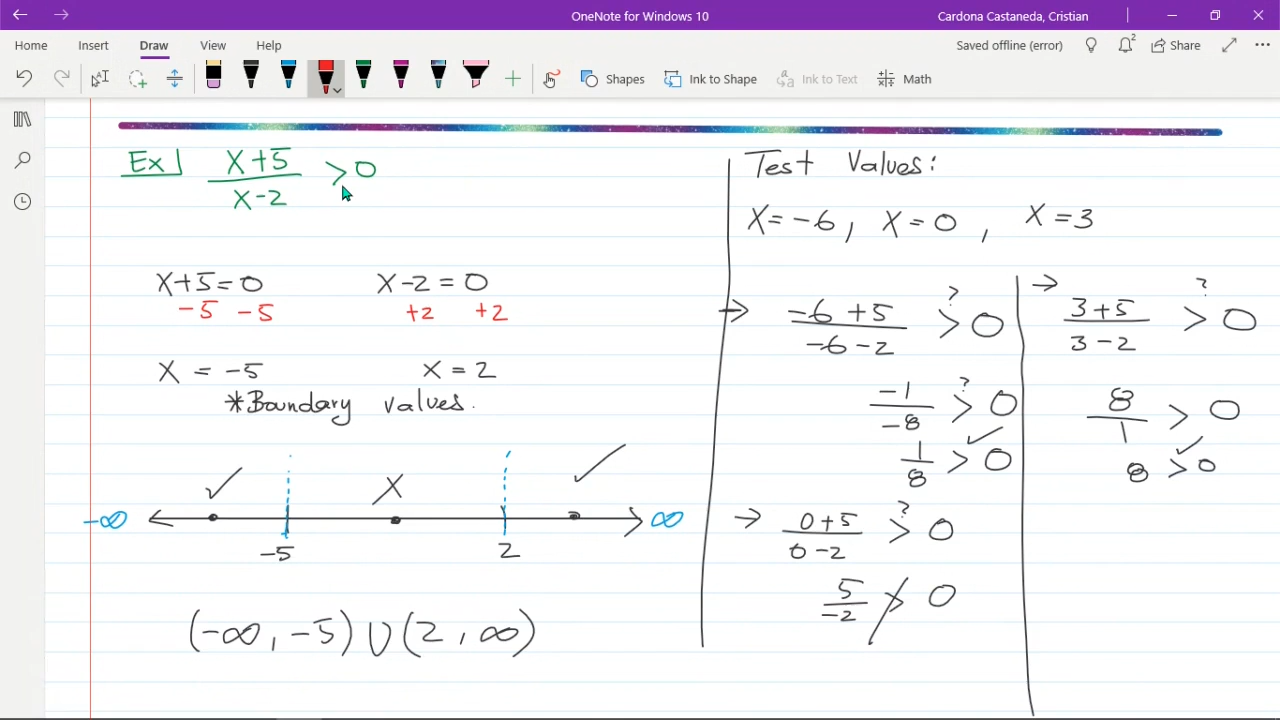 OneNote for Windows 10
Cardona Castaneda, Cristian
Home Insert Draw View Help
Saved offline (error) Share
Shapes Ink to Shape Ink to Text Math
Ex 1 x+5 / x-2 > 0
x+5=0 x-2=0
-5 -5 +2 +2
x = -5 x = 2
*Boundary values.
✓ X ✓
-∞ ∞
-5 2
(-∞, -5) ∪ (2, ∞)
Test Values:
x=-6, x=0, x=3
→ -6+5 / -6-2 >? 0
-1 / -8 >? 0
1/8 > 0 ✓
→ 0+5 / 0-2 >? 0
5 / -2 ≯ 0
→ 3+5 / 3-2 >? 0
8 / 1 > 0
8 > 0 ✓